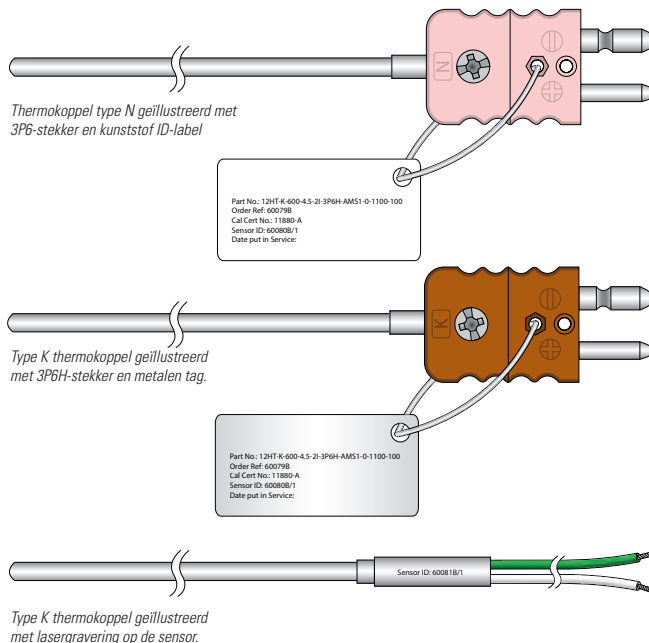 N
Thermokoppel type N geïllustreerd met
3P6-stekker en kunststof ID-label
Part No.: 12HT-K-600-4.5-2I-3P6H-AMS1-0-1100-100
Order Ref: 60079B
Cal Cert No.: 11880-A
Sensor ID: 60080B/1
Date put in Service:
K
Type K thermokoppel geïllustreerd
met 3P6H-stekker en metalen tag.
Part No.: 12HT-K-600-4.5-2I-3P6H-AMS1-0-1100-100
Order Ref: 60079B
Cal Cert No.: 11880-A
Sensor ID: 60080B/1
Date put in Service:
Sensor ID: 60081B/1
Type K thermokoppel geïllustreerd
met lasergravering op de sensor.